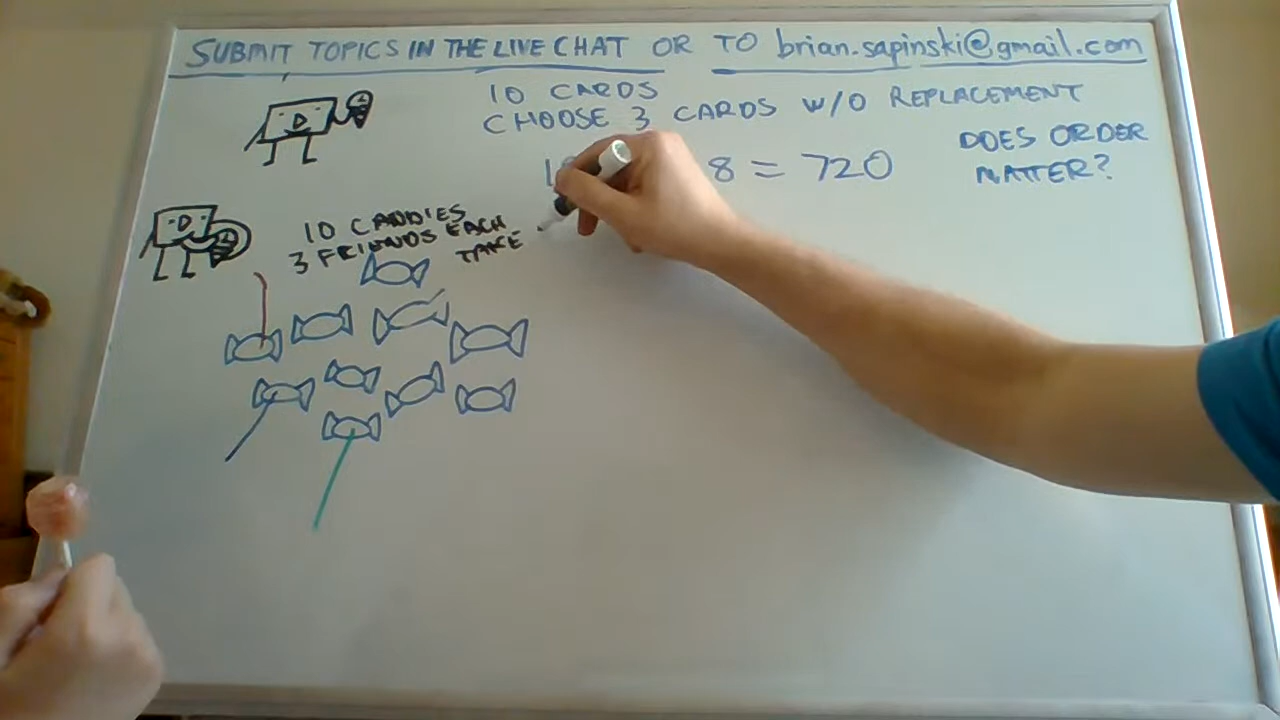 SUBMIT TOPICS IN THE LIVE CHAT OR TO brian.sapinski@gmail.com
10 CARDS
CHOOSE 3 CARDS W/O REPLACEMENT
DOES ORDER
MATTER?
8 = 720
10 CADDIES
3 FRIENDS EACH
TAKE
D
D